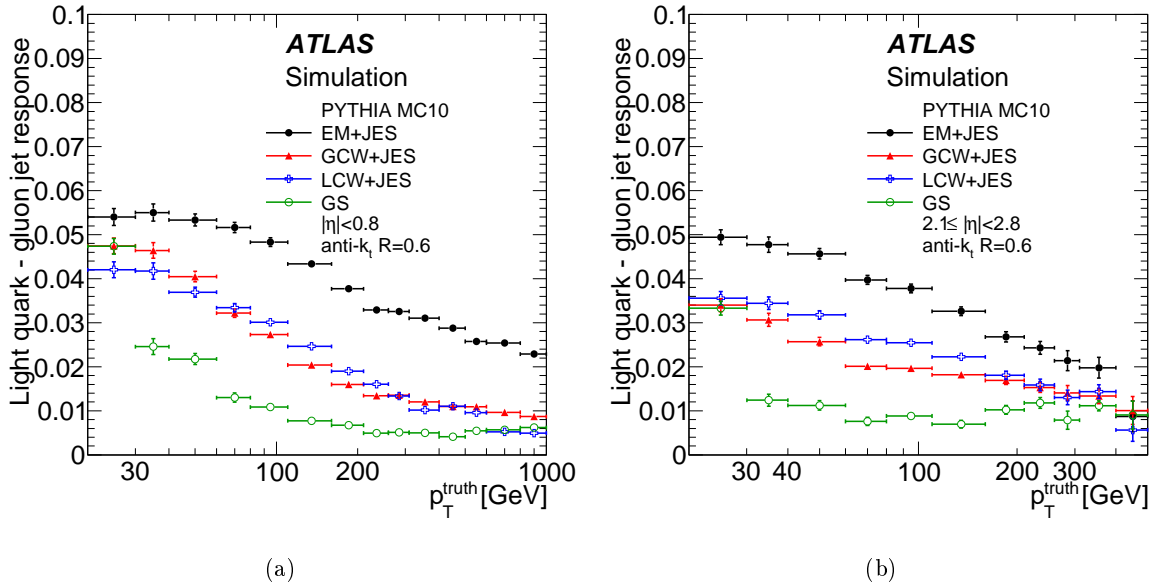 Light quark - gluon jet response
0.1
0.09
0.08
0.07
0.06
0.05
0.04
0.03
0.02
0.01
0
ATLAS
Simulation
PYTHIA MC10
EM+JES
GCW+JES
LCW+JES
GS
|η|<0.8
anti-kt R=0.6
30 100 200 1000
p_T^truth [GeV]
(a)
Light quark - gluon jet response
0.1
0.09
0.08
0.07
0.06
0.05
0.04
0.03
0.02
0.01
0
ATLAS
Simulation
PYTHIA MC10
EM+JES
GCW+JES
LCW+JES
GS
2.1≤ |η|<2.8
anti-kt R=0.6
30 40 100 200 300
p_T^truth [GeV]
(b)